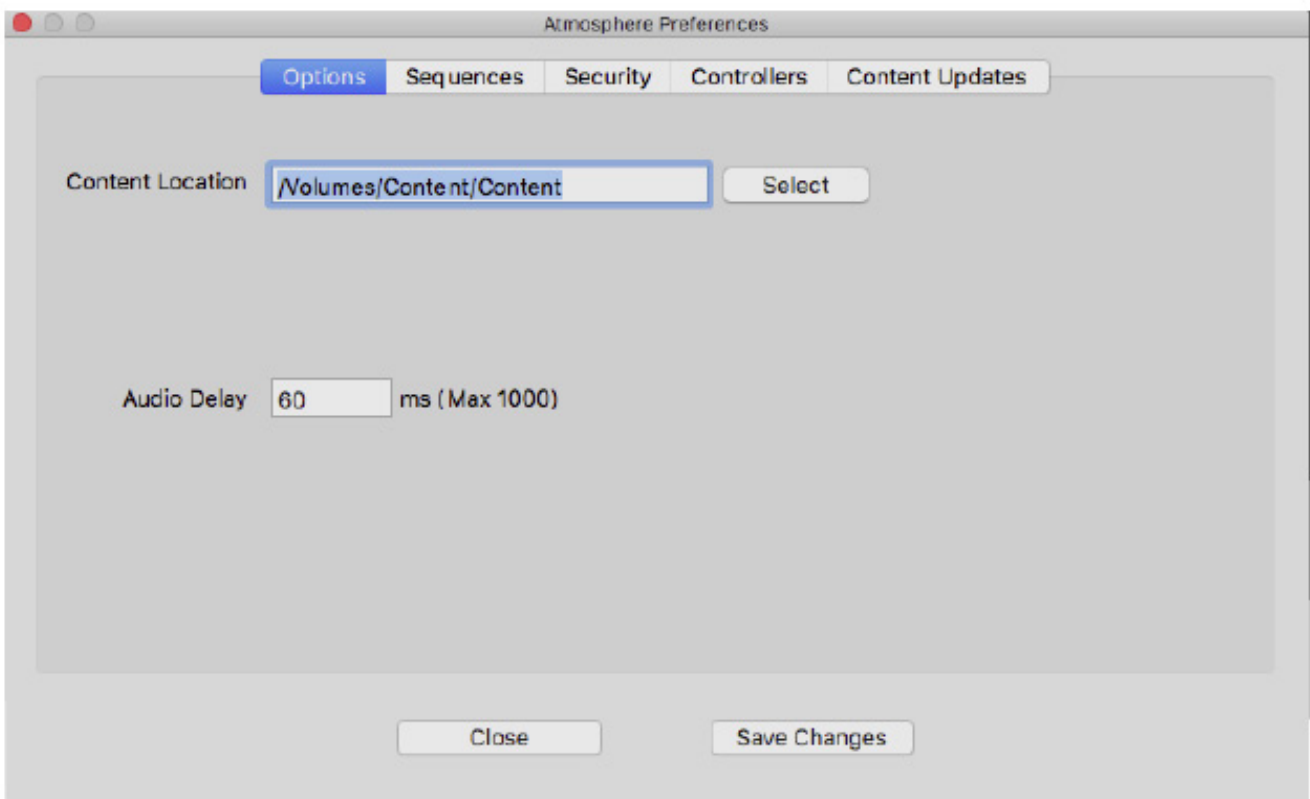 Atmosphere Preferences
Options Sequences Security Controllers Content Updates
Content Location /Volumes/Content/Content Select
Audio Delay 60 ms (Max 1000)
Close Save Changes